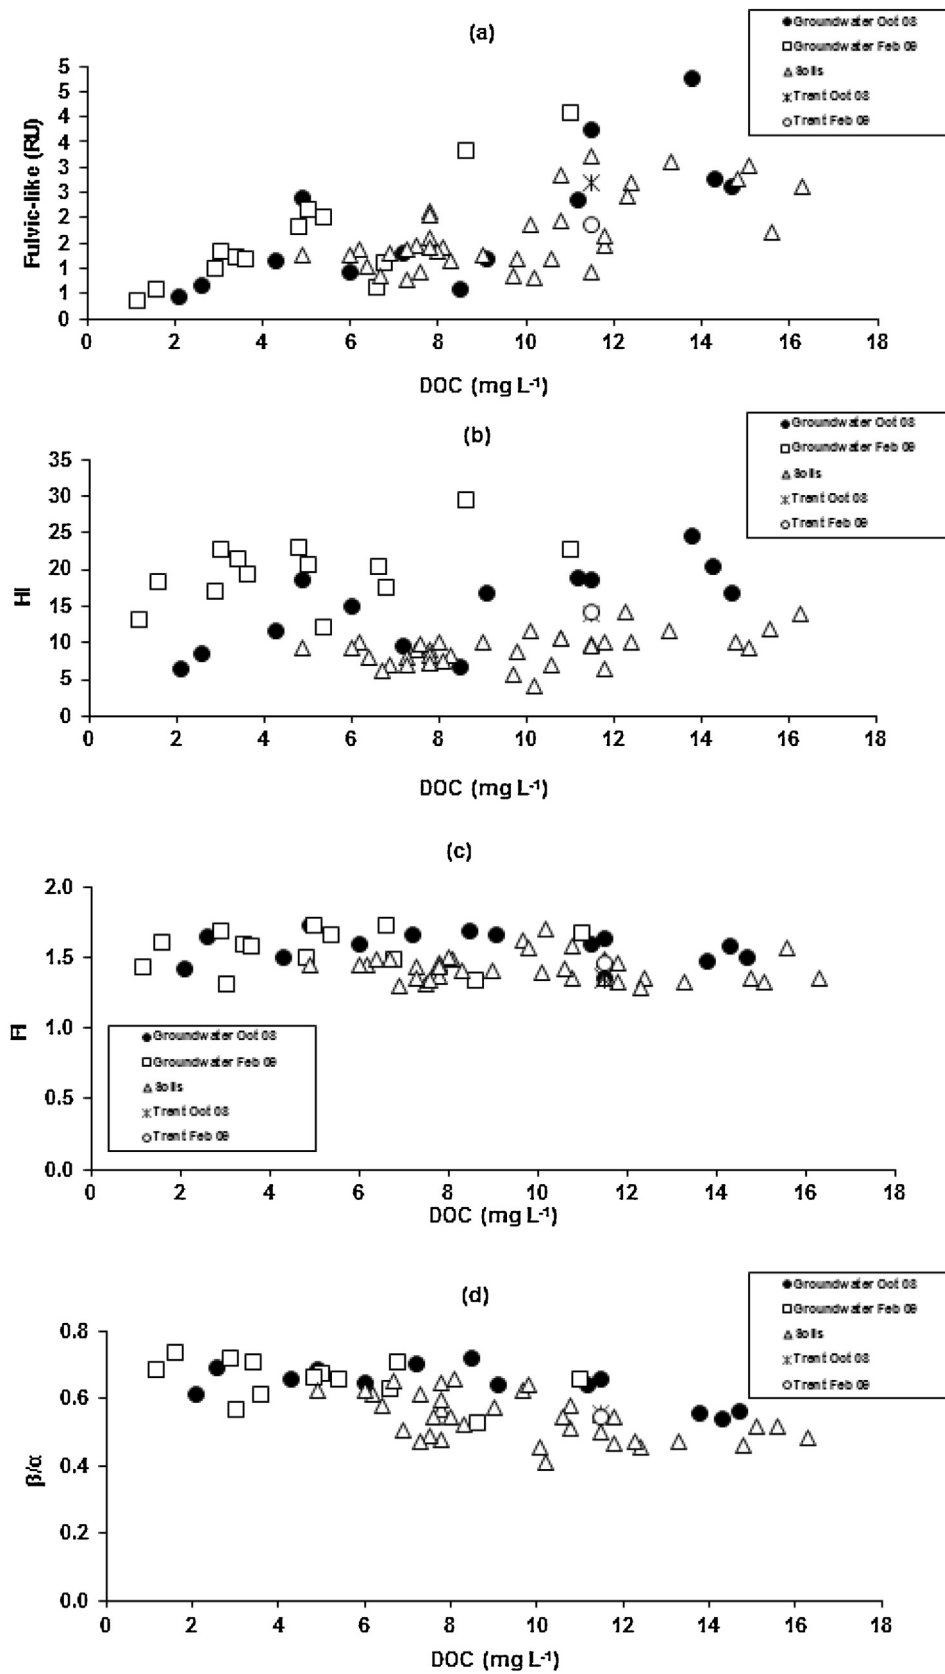 (a)
Groundwater Oct 08
Groundwater Feb 09
Soils
Trent Oct 08
Trent Feb 09
Fulvic-like (RU)
5
5
4
4
3
3
2
2
1
1
0
0 2 4 6 8 10 12 14 16 18
DOC (mg L-1)
(b)
Groundwater Oct 08
Groundwater Feb 09
Soils
Trent Oct 08
Trent Feb 09
HI
35
30
25
20
15
10
5
0
0 2 4 6 8 10 12 14 16 18
DOC (mg L-1)
(c)
FI
2.0
1.5
1.0
0.5
0.0
Groundwater Oct 08
Groundwater Feb 09
Soils
Trent Oct 08
Trent Feb 09
0 2 4 6 8 10 12 14 16 18
DOC (mg L-1)
(d)
Groundwater Oct 08
Groundwater Feb 09
Soils
Trent Oct 08
Trent Feb 09
β/α
0.8
0.6
0.4
0.2
0.0
0 2 4 6 8 10 12 14 16 18
DOC (mg L-1)